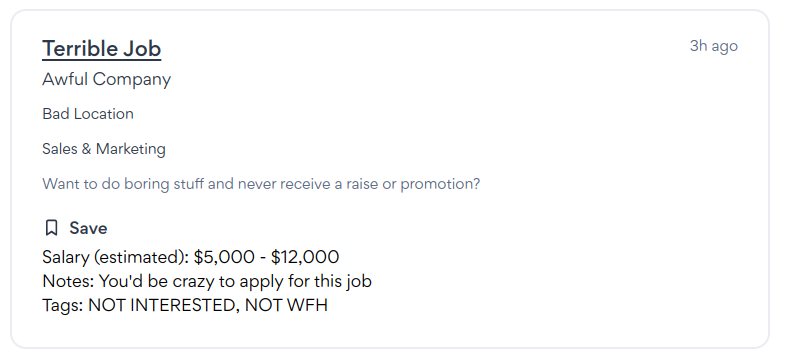 Terrible Job
3h ago
Awful Company
Bad Location
Sales & Marketing
Want to do boring stuff and never receive a raise or promotion?
Save
Salary (estimated): $5,000 - $12,000
Notes: You'd be crazy to apply for this job
Tags: NOT INTERESTED, NOT WFH